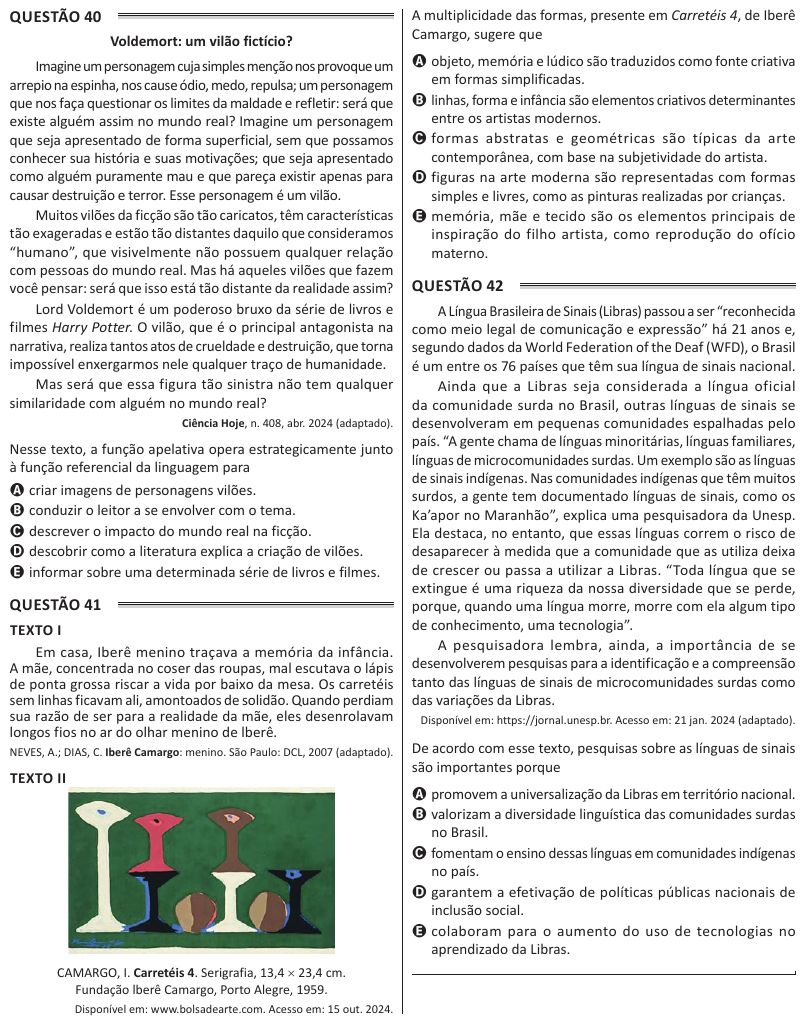 QUESTÃO 40
Voldemort: um vilão fictício?
Imagine um personagem cuja simples menção nos provoque um
arrepio na espinha, nos cause ódio, medo, repulsa; um personagem
que nos faça questionar os limites da maldade e refletir: será que
existe alguém assim no mundo real? Imagine um personagem
que seja apresentado de forma superficial, sem que possamos
conhecer sua história e suas motivações; que seja apresentado
como alguém puramente mau e que pareça existir apenas para
causar destruição e terror. Esse personagem é um vilão.
Muitos vilões da ficção são tão caricatos, têm características
tão exageradas e estão tão distantes daquilo que consideramos
“humano”, que visivelmente não possuem qualquer relação
com pessoas do mundo real. Mas há aqueles vilões que fazem
você pensar: será que isso está tão distante da realidade assim?
Lord Voldemort é um poderoso bruxo da série de livros e
filmes Harry Potter. O vilão, que é o principal antagonista na
narrativa, realiza tantos atos de crueldade e destruição, que torna
impossível enxergarmos nele qualquer traço de humanidade.
Mas será que essa figura tão sinistra não tem qualquer
similaridade com alguém no mundo real?
Ciência Hoje, n. 408, abr. 2024 (adaptado).
Nesse texto, a função apelativa opera estrategicamente junto
à função referencial da linguagem para
A criar imagens de personagens vilões.
B conduzir o leitor a se envolver com o tema.
C descrever o impacto do mundo real na ficção.
D descobrir como a literatura explica a criação de vilões.
E informar sobre uma determinada série de livros e filmes.
QUESTÃO 41
TEXTO I
Em casa, Iberê menino traçava a memória da infância.
A mãe, concentrada no coser das roupas, mal escutava o lápis
de ponta grossa riscar a vida por baixo da mesa. Os carretéis
sem linhas ficavam ali, amontoados de solidão. Quando perdiam
sua razão de ser para a realidade da mãe, eles desenrolavam
longos fios no ar do olhar menino de Iberê.
NEVES, A.; DIAS, C. Iberê Camargo: menino. São Paulo: DCL, 2007 (adaptado).
TEXTO II
CAMARGO, I. Carretéis 4. Serigrafia, 13,4 × 23,4 cm.
Fundação Iberê Camargo, Porto Alegre, 1959.
Disponível em: www.bolsadearte.com. Acesso em: 15 out. 2024.
A multiplicidade das formas, presente em Carretéis 4, de Iberê
Camargo, sugere que
A objeto, memória e lúdico são traduzidos como fonte criativa
em formas simplificadas.
B linhas, forma e infância são elementos criativos determinantes
entre os artistas modernos.
C formas abstratas e geométricas são típicas da arte
contemporânea, com base na subjetividade do artista.
D figuras na arte moderna são representadas com formas
simples e livres, como as pinturas realizadas por crianças.
E memória, mãe e tecido são os elementos principais de
inspiração do filho artista, como reprodução do ofício
materno.
QUESTÃO 42
A Língua Brasileira de Sinais (Libras) passou a ser “reconhecida
como meio legal de comunicação e expressão” há 21 anos e,
segundo dados da World Federation of the Deaf (WFD), o Brasil
é um entre os 76 países que têm sua língua de sinais nacional.
Ainda que a Libras seja considerada a língua oficial
da comunidade surda no Brasil, outras línguas de sinais se
desenvolveram em pequenas comunidades espalhadas pelo
país. “A gente chama de línguas minoritárias, línguas familiares,
línguas de microcomunidades surdas. Um exemplo são as línguas
de sinais indígenas. Nas comunidades indígenas que têm muitos
surdos, a gente tem documentado línguas de sinais, como os
Ka’apor no Maranhão”, explica uma pesquisadora da Unesp.
Ela destaca, no entanto, que essas línguas correm o risco de
desaparecer à medida que a comunidade que as utiliza deixa
de crescer ou passa a utilizar a Libras. “Toda língua que se
extingue é uma riqueza da nossa diversidade que se perde,
porque, quando uma língua morre, morre com ela algum tipo
de conhecimento, uma tecnologia”.
A pesquisadora lembra, ainda, a importância de se
desenvolverem pesquisas para a identificação e a compreensão
tanto das línguas de sinais de microcomunidades surdas como
das variações da Libras.
Disponível em: https://jornal.unesp.br. Acesso em: 21 jan. 2024 (adaptado).
De acordo com esse texto, pesquisas sobre as línguas de sinais
são importantes porque
A promovem a universalização da Libras em território nacional.
B valorizam a diversidade linguística das comunidades surdas
no Brasil.
C fomentam o ensino dessas línguas em comunidades indígenas
no país.
D garantem a efetivação de políticas públicas nacionais de
inclusão social.
E colaboram para o aumento do uso de tecnologias no
aprendizado da Libras.